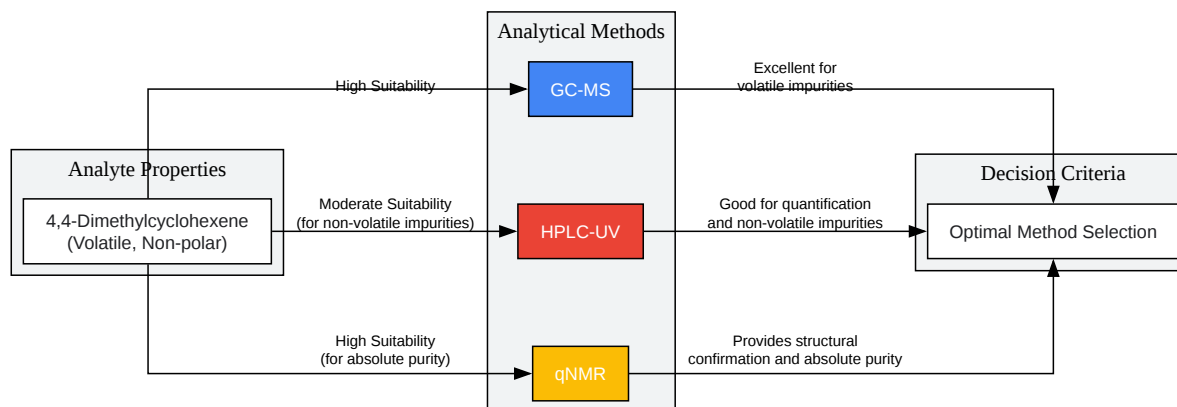 Analytical Methods
High Suitability
GC-MS
Excellent for
volatile impurities
Analyte Properties
4,4-Dimethylcyclohexene
(Volatile, Non-polar)
Moderate Suitability
(for non-volatile impurities)
HPLC-UV
Good for quantification
and non-volatile impurities
Decision Criteria
Optimal Method Selection
High Suitability
(for absolute purity)
qNMR
Provides structural
confirmation and absolute purity